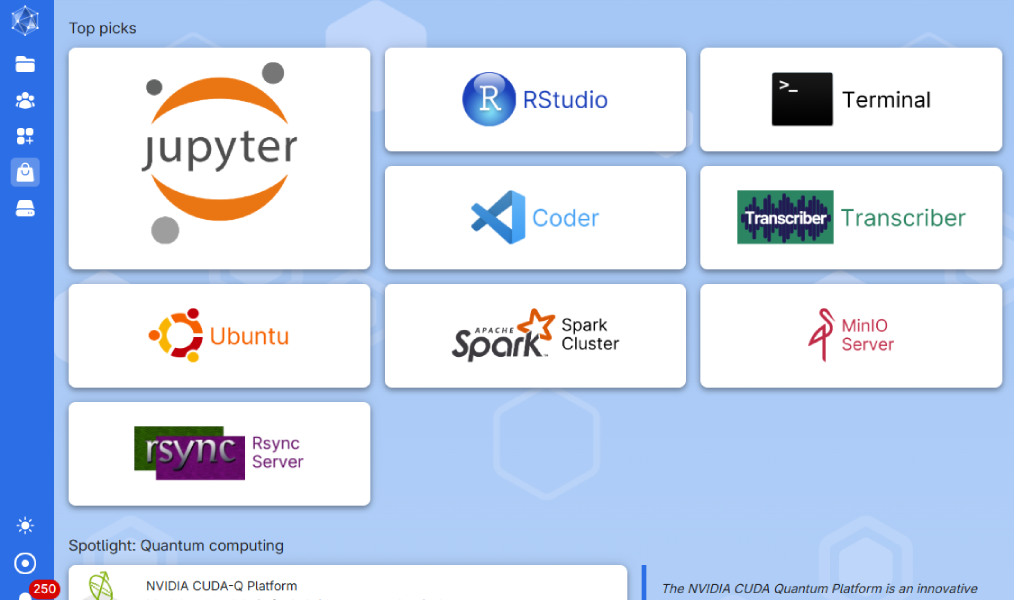 Top picks
jupyter
R RStudio
>_ Terminal
Coder
Transcriber Transcriber
Ubuntu
APACHE
Spark™
Spark
Cluster
MinIO
Server
rsync
Rsync
Server
Spotlight: Quantum computing
NVIDIA CUDA-Q Platform
The NVIDIA CUDA Quantum Platform is an innovative
250